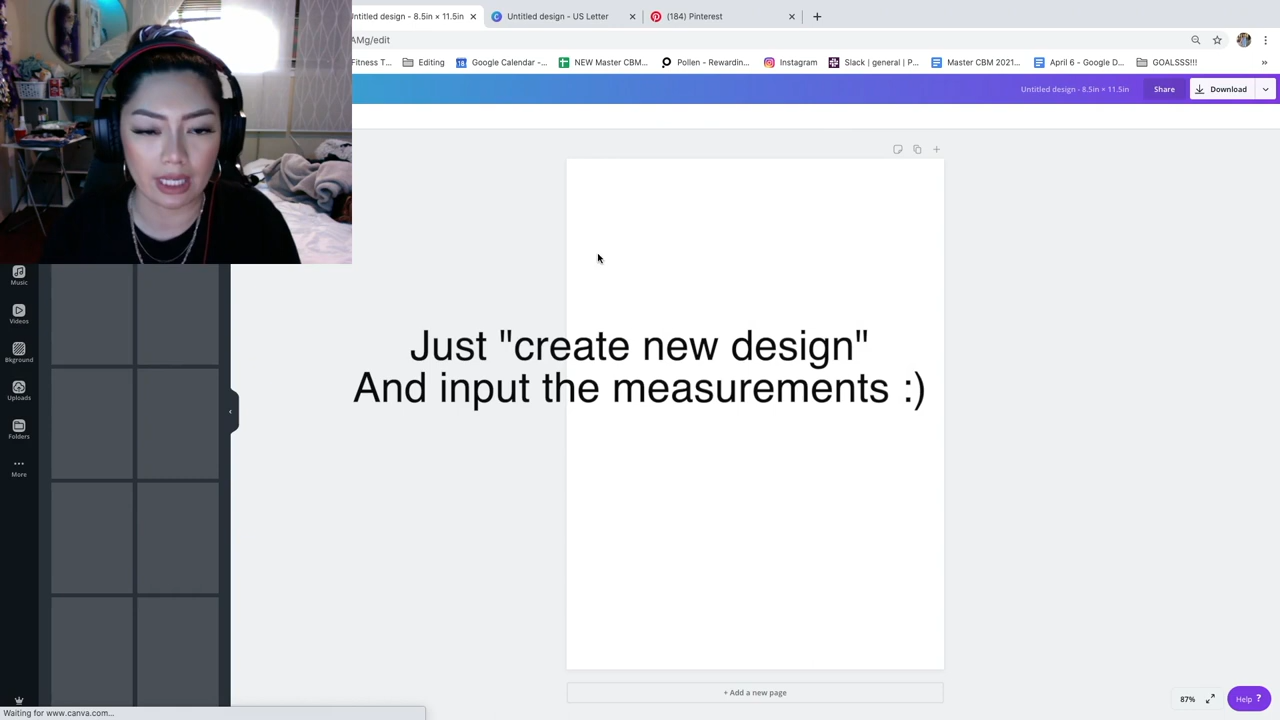 Untitled design - 8.5in × 11.5in
Untitled design - US Letter
(184) Pinterest
AMg/edit
Fitness T...
Editing
Google Calendar -...
NEW Master CBM...
Pollen - Rewardin...
Instagram
Slack | general | P...
Master CBM 2021...
April 6 - Google D...
GOALSSS!!!
»
Untitled design - 8.5in × 11.5in
Share
Download
Music
Videos
Bkground
Uploads
Folders
More
Just "create new design"
And input the measurements :)
+ Add a new page
87%
Help ?
Waiting for www.canva.com...